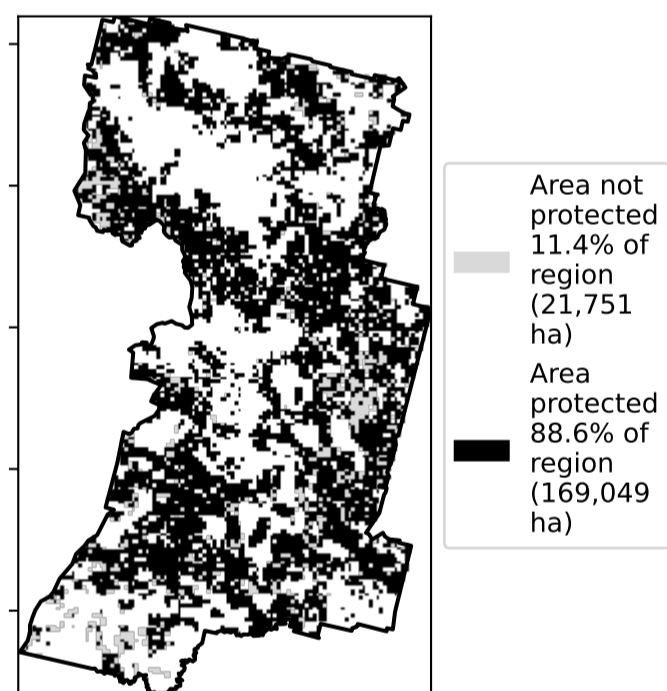 Area not
protected
11.4% of
region
(21,751
ha)
Area
protected
88.6% of
region
(169,049
ha)